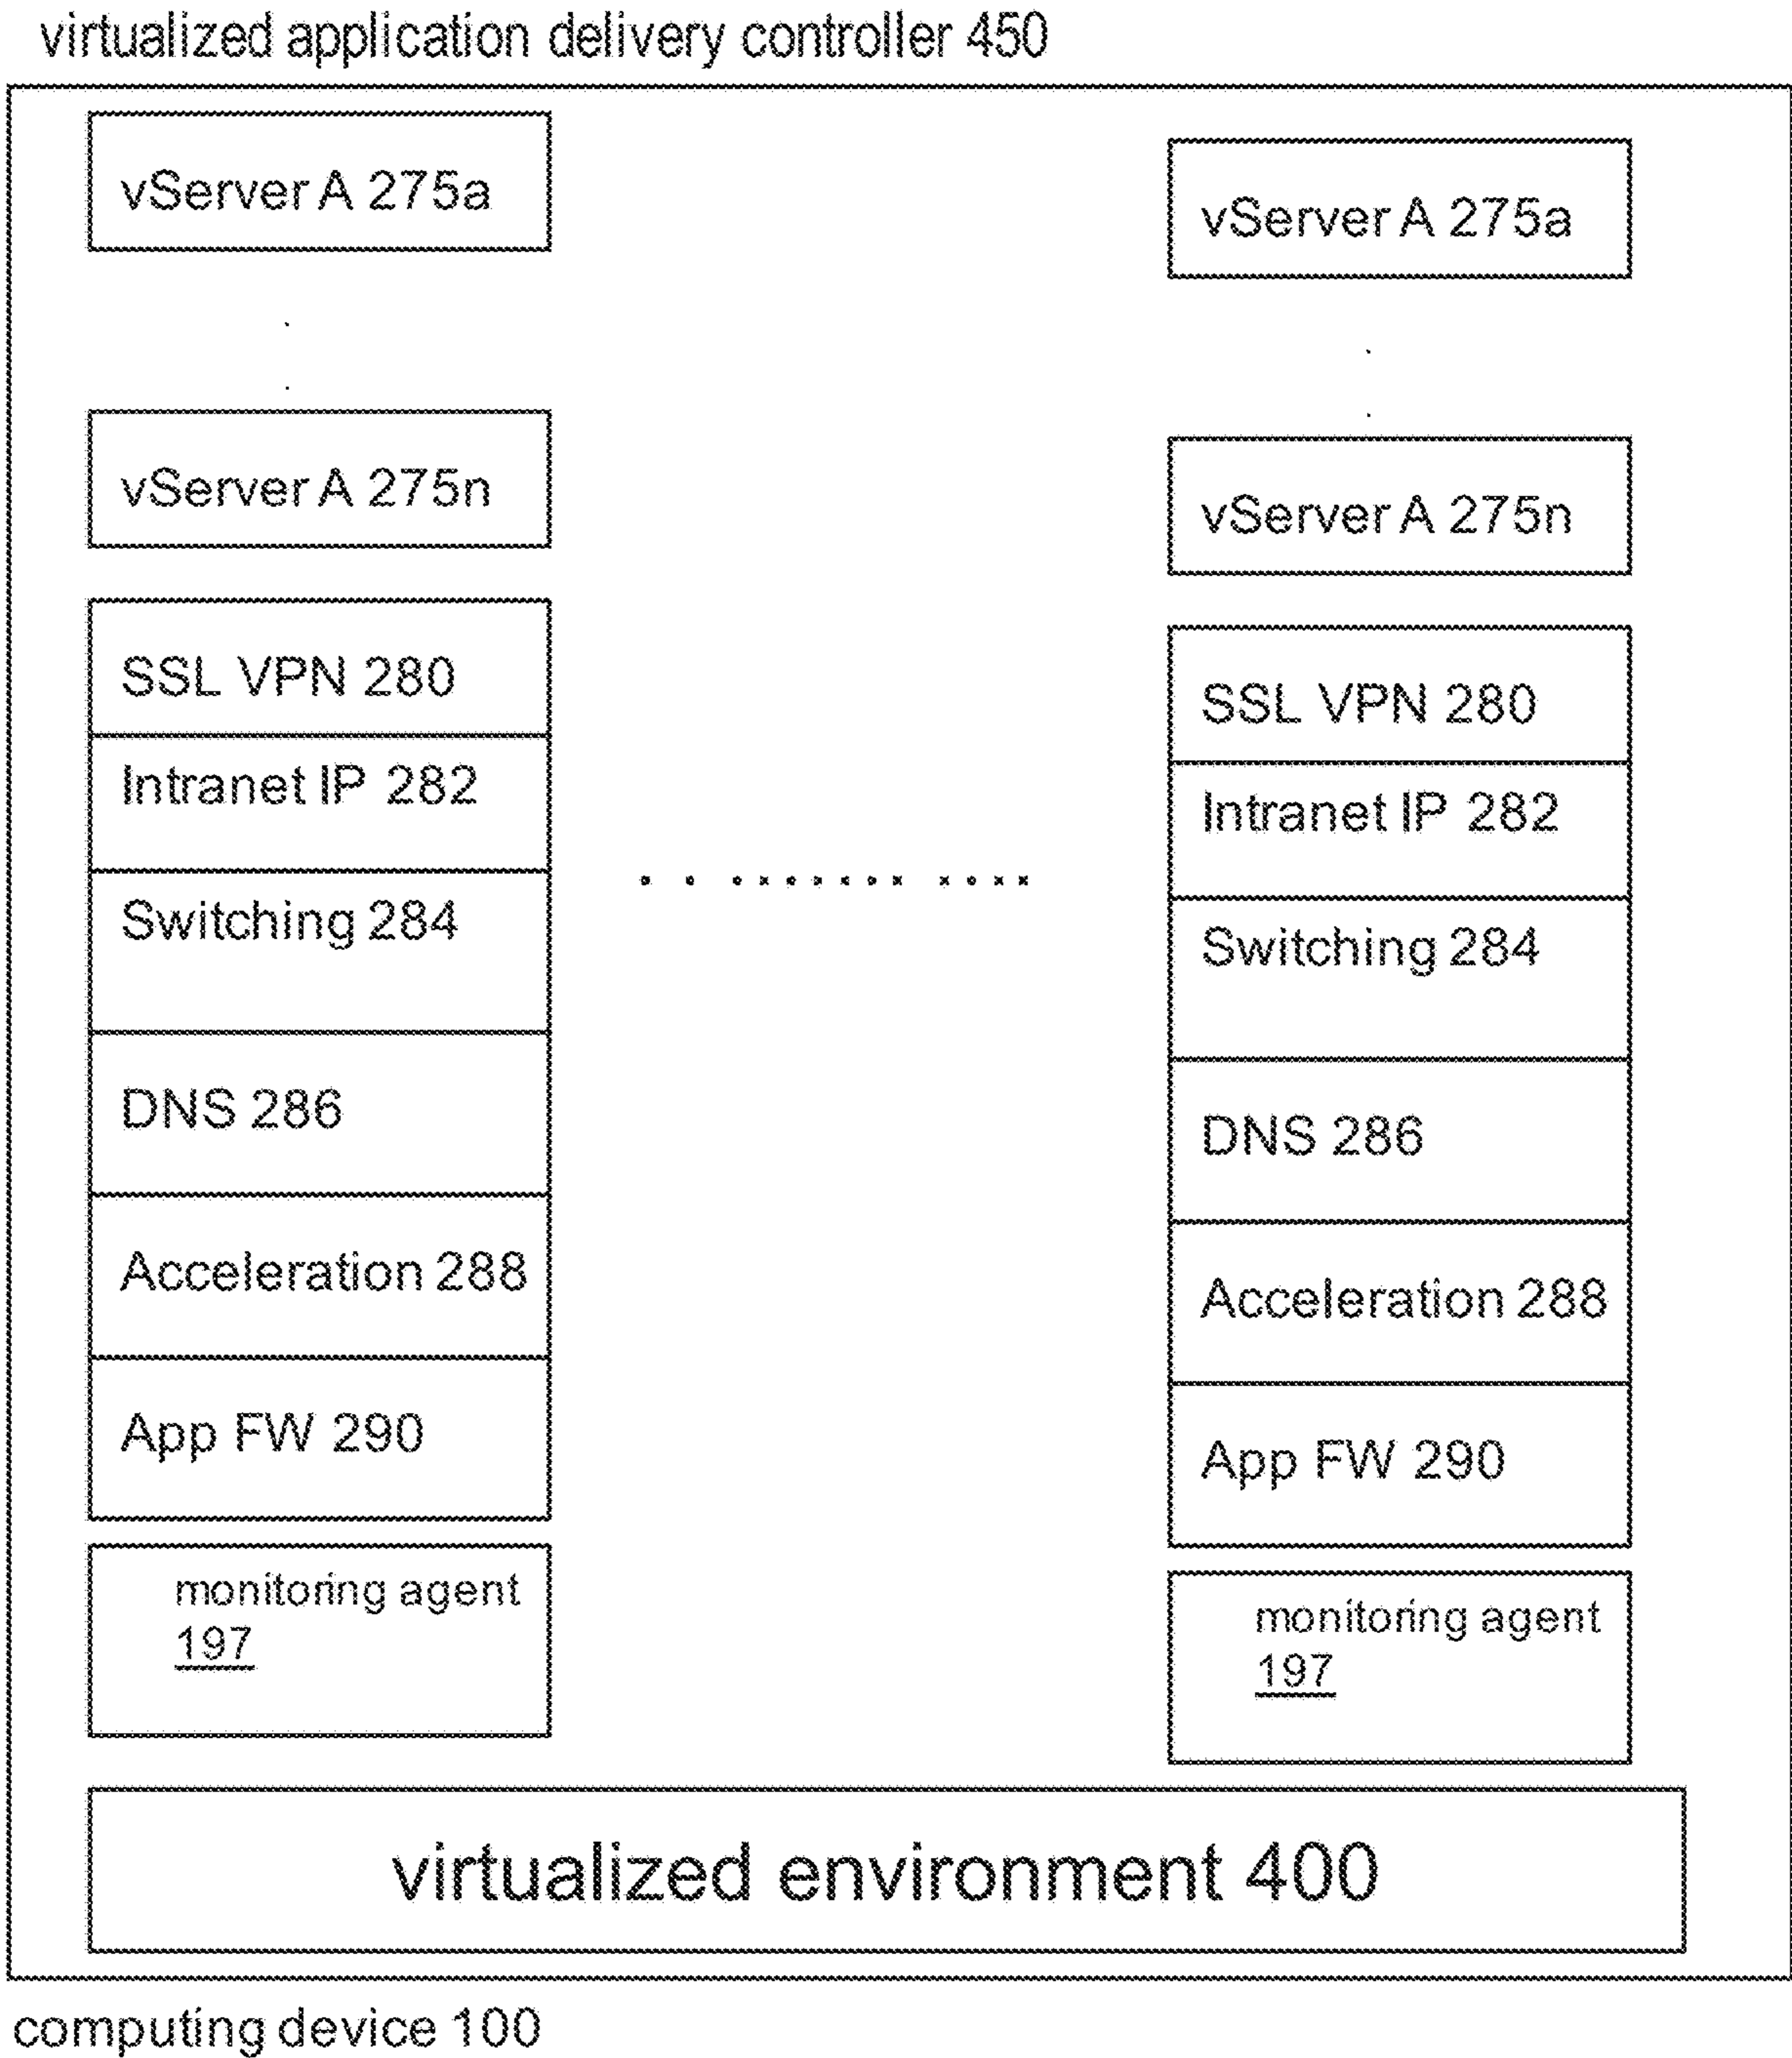 virtualized application delivery controller 450
vServer A 275a
vServer A 275n
SSL VPN 280
Intranet IP 282
Switching 284
DNS 286
Acceleration 288
App FW 290
monitoring agent
197
vServer A 275a
vServer A 275n
SSL VPN 280
Intranet IP 282
Switching 284
DNS 286
Acceleration 288
App FW 290
monitoring agent
197
virtualized environment 400
computing device 100